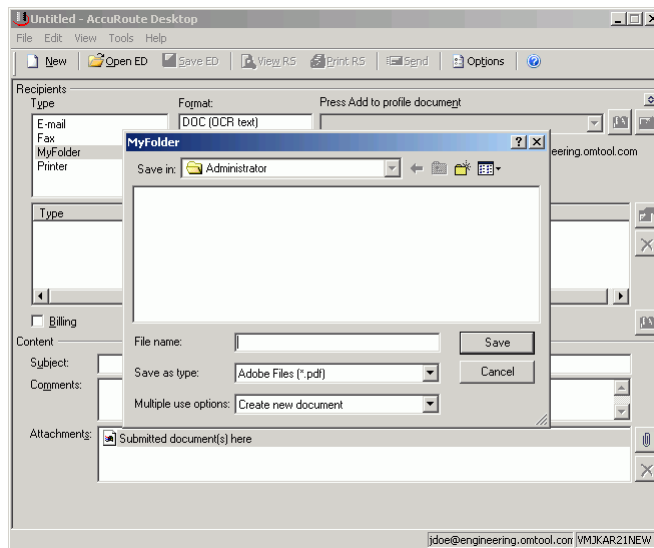 Untitled - AccuRoute Desktop
File Edit View Tools Help
New Open ED Save ED View RS Print RS Send Options
Recipients
Type Format: Press Add to profile document
E-mail DOC (OCR text)
Fax
MyFolder eering.omtool.com
Printer
Type
MyFolder
Save in: Administrator
File name: Save
Save as type: Adobe Files (*.pdf) Cancel
Multiple use options: Create new document
Billing
Content
Subject:
Comments:
Attachments: Submitted document(s) here
jdoe@engineering.omtool.com VMJKAR21NEW